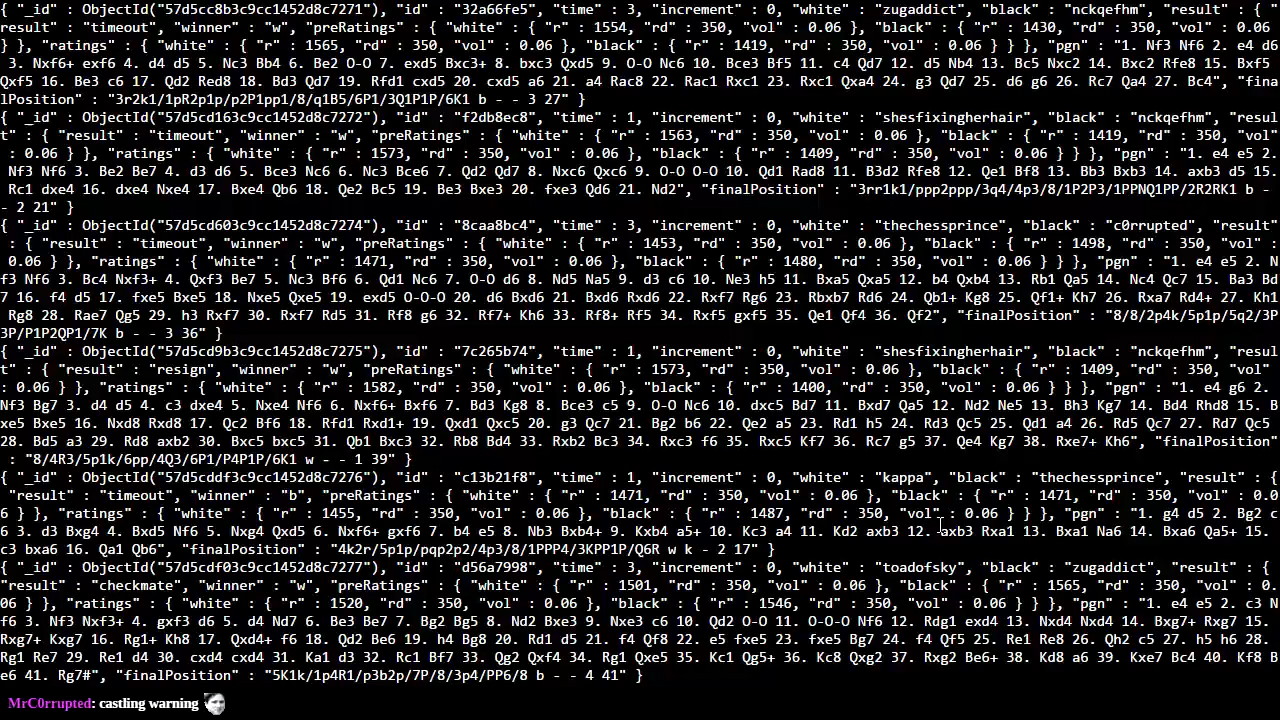 { "_id" : ObjectId("57d5cc8b3c9cc1452d8c7271"), "id" : "32a66fe5", "time" : 3, "increment" : 0, "white" : "zugaddict", "black" : "nckqefhm", "result" : { "
result" : "timeout", "winner" : "w", "preRatings" : { "white" : { "r" : 1554, "rd" : 350, "vol" : 0.06 }, "black" : { "r" : 1430, "rd" : 350, "vol" : 0.06
} }, "ratings" : { "white" : { "r" : 1565, "rd" : 350, "vol" : 0.06 }, "black" : { "r" : 1419, "rd" : 350, "vol" : 0.06 } } }, "pgn" : "1. Nf3 Nf6 2. e4 d6
3. Nxf6+ exf6 4. d4 d5 5. Nc3 Bb4 6. Be2 O-O 7. exd5 Bxc3+ 8. bxc3 Qxd5 9. O-O Nc6 10. Bce3 Bf5 11. c4 Qd7 12. d5 Nb4 13. Bc5 Nxc2 14. Bxc2 Rfe8 15. Bxf5
Qxf5 16. Be3 c6 17. Qd2 Red8 18. Bd3 Qd7 19. Rfd1 cxd5 20. cxd5 a6 21. a4 Rac8 22. Rac1 Rxc1 23. Rxc1 Qxa4 24. g3 Qd7 25. d6 g6 26. Rc7 Qa4 27. Bc4", "fina
lPosition" : "3r2k1/1pR2p1p/p2P1pp1/8/q1B5/6P1/3Q1P1P/6K1 b - - 3 27" }
{ "_id" : ObjectId("57d5cd163c9cc1452d8c7272"), "id" : "f2db8ec8", "time" : 1, "increment" : 0, "white" : "shesfixingherhair", "black" : "nckqefhm", "resul
t" : { "result" : "timeout", "winner" : "w", "preRatings" : { "white" : { "r" : 1563, "rd" : 350, "vol" : 0.06 }, "black" : { "r" : 1419, "rd" : 350, "vol"
: 0.06 } }, "ratings" : { "white" : { "r" : 1573, "rd" : 350, "vol" : 0.06 }, "black" : { "r" : 1409, "rd" : 350, "vol" : 0.06 } } }, "pgn" : "1. e4 e5 2.
Nf3 Nf6 3. Be2 Be7 4. d3 d6 5. Bce3 Nc6 6. Nc3 Bce6 7. Qd2 Qd7 8. Nxc6 Qxc6 9. O-O O-O 10. Qd1 Rad8 11. B3d2 Rfe8 12. Qe1 Bf8 13. Bb3 Bxb3 14. axb3 d5 15.
Rc1 dxe4 16. dxe4 Nxe4 17. Bxe4 Qb6 18. Qe2 Bc5 19. Be3 Bxe3 20. fxe3 Qd6 21. Nd2", "finalPosition" : "3rr1k1/ppp2ppp/3q4/4p3/8/1P2P3/1PPNQ1PP/2R2RK1 b -
- 2 21" }
{ "_id" : ObjectId("57d5cd603c9cc1452d8c7274"), "id" : "8caa8bc4", "time" : 3, "increment" : 0, "white" : "thechessprince", "black" : "c0rrupted", "result"
: { "result" : "timeout", "winner" : "w", "preRatings" : { "white" : { "r" : 1453, "rd" : 350, "vol" : 0.06 }, "black" : { "r" : 1498, "rd" : 350, "vol" :
0.06 } }, "ratings" : { "white" : { "r" : 1471, "rd" : 350, "vol" : 0.06 }, "black" : { "r" : 1480, "rd" : 350, "vol" : 0.06 } } }, "pgn" : "1. e4 e5 2. N
f3 Nf6 3. Bc4 Nxf3+ 4. Qxf3 Be7 5. Nc3 Bf6 6. Qd1 Nc6 7. O-O d6 8. Nd5 Na5 9. d3 c6 10. Ne3 h5 11. Bxa5 Qxa5 12. b4 Qxb4 13. Rb1 Qa5 14. Nc4 Qc7 15. Ba3 Bd
7 16. f4 d5 17. fxe5 Bxe5 18. Nxe5 Qxe5 19. exd5 O-O-O 20. d6 Bxd6 21. Bxd6 Rxd6 22. Rxf7 Rg6 23. Rbxb7 Rd6 24. Qb1+ Kg8 25. Qf1+ Kh7 26. Rxa7 Rd4+ 27. Kh1
Rg8 28. Rae7 Qg5 29. h3 Rxf7 30. Rxf7 Rd5 31. Rf8 g6 32. Rf7+ Kh6 33. Rf8+ Rf5 34. Rxf5 gxf5 35. Qe1 Qf4 36. Qf2", "finalPosition" : "8/8/2p4k/5p1p/5q2/3P
3P/P1P2QP1/7K b - - 3 36" }
{ "_id" : ObjectId("57d5cd9b3c9cc1452d8c7275"), "id" : "7c265b74", "time" : 1, "increment" : 0, "white" : "shesfixingherhair", "black" : "nckqefhm", "resul
t" : { "result" : "resign", "winner" : "w", "preRatings" : { "white" : { "r" : 1573, "rd" : 350, "vol" : 0.06 }, "black" : { "r" : 1409, "rd" : 350, "vol"
: 0.06 } }, "ratings" : { "white" : { "r" : 1582, "rd" : 350, "vol" : 0.06 }, "black" : { "r" : 1400, "rd" : 350, "vol" : 0.06 } } }, "pgn" : "1. e4 g6 2.
Nf3 Bg7 3. d4 d5 4. c3 dxe4 5. Nxe4 Nf6 6. Nxf6+ Bxf6 7. Bd3 Kg8 8. Bce3 c5 9. O-O Nc6 10. dxc5 Bd7 11. Bxd7 Qa5 12. Nd2 Ne5 13. Bh3 Kg7 14. Bd4 Rhd8 15. B
xe5 Bxe5 16. Nxd8 Rxd8 17. Qc2 Bf6 18. Rfd1 Rxd1+ 19. Qxd1 Qxc5 20. g3 Qc7 21. Bg2 b6 22. Qe2 a5 23. Rd1 h5 24. Rd3 Qc5 25. Qd1 a4 26. Rd5 Qc7 27. Rd7 Qc5
28. Bd5 a3 29. Rd8 axb2 30. Bxc5 bxc5 31. Qb1 Bxc3 32. Rb8 Bd4 33. Rxb2 Bc3 34. Rxc3 f6 35. Rxc5 Kf7 36. Rc7 g5 37. Qe4 Kg7 38. Rxe7+ Kh6", "finalPosition"
: "8/4R3/5p1k/6pp/4Q3/6P1/P4P1P/6K1 w - - 1 39" }
{ "_id" : ObjectId("57d5cddf3c9cc1452d8c7276"), "id" : "c13b21f8", "time" : 1, "increment" : 0, "white" : "kappa", "black" : "thechessprince", "result" : {
"result" : "timeout", "winner" : "b", "preRatings" : { "white" : { "r" : 1471, "rd" : 350, "vol" : 0.06 }, "black" : { "r" : 1471, "rd" : 350, "vol" : 0.0
6 } }, "ratings" : { "white" : { "r" : 1455, "rd" : 350, "vol" : 0.06 }, "black" : { "r" : 1487, "rd" : 350, "vol" : 0.06 } } }, "pgn" : "1. g4 d5 2. Bg2 c
6 3. d3 Bxg4 4. Bxd5 Nf6 5. Nxg4 Qxd5 6. Nxf6+ gxf6 7. b4 e5 8. Nb3 Bxb4+ 9. Kxb4 a5+ 10. Kc3 a4 11. Kd2 axb3 12. axb3 Rxa1 13. Bxa1 Na6 14. Bxa6 Qa5+ 15.
c3 bxa6 16. Qa1 Qb6", "finalPosition" : "4k2r/5p1p/pqp2p2/4p3/8/1PPP4/3KPP1P/Q6R w k - 2 17" }
{ "_id" : ObjectId("57d5cdf03c9cc1452d8c7277"), "id" : "d56a7998", "time" : 3, "increment" : 0, "white" : "toadofsky", "black" : "zugaddict", "result" : {
"result" : "checkmate", "winner" : "w", "preRatings" : { "white" : { "r" : 1501, "rd" : 350, "vol" : 0.06 }, "black" : { "r" : 1565, "rd" : 350, "vol" : 0.
06 } }, "ratings" : { "white" : { "r" : 1520, "rd" : 350, "vol" : 0.06 }, "black" : { "r" : 1546, "rd" : 350, "vol" : 0.06 } } }, "pgn" : "1. e4 e5 2. c3 
Nf6 3. Nf3 Nxf3+ 4. gxf3 d6 5. d4 Nd7 6. Be3 Be7 7. Bg2 Bg5 8. Nd2 Bxe3 9. Nxe3 c6 10. Qd2 O-O 11. O-O-O Nf6 12. Rdg1 exd4 13. Nxd4 Nxd4 14. Bxg7+ Rxg7 15.
Rxg7+ Kxg7 16. Rg1+ Kh8 17. Qxd4+ f6 18. Qd2 Be6 19. h4 Bg8 20. Rd1 d5 21. f4 Qf8 22. e5 fxe5 23. fxe5 Bg7 24. f4 Qf5 25. Re1 Re8 26. Qh2 c5 27. h5 h6 28.
Rg1 Re7 29. Re1 d4 30. cxd4 cxd4 31. Ka1 d3 32. Rc1 Bf7 33. Qg2 Qxf4 34. Rg1 Qxe5 35. Kc1 Qg5+ 36. Kc8 Qxg2 37. Rxg2 Be6+ 38. Kd8 a6 39. Kxe7 Bc4 40. Kf8 B
e6 41. Rg7#", "finalPosition" : "5K1k/1p4R1/p3b2p/7P/8/3p4/PP6/8 b - - 4 41" }
MrC0rrupted: castling warning